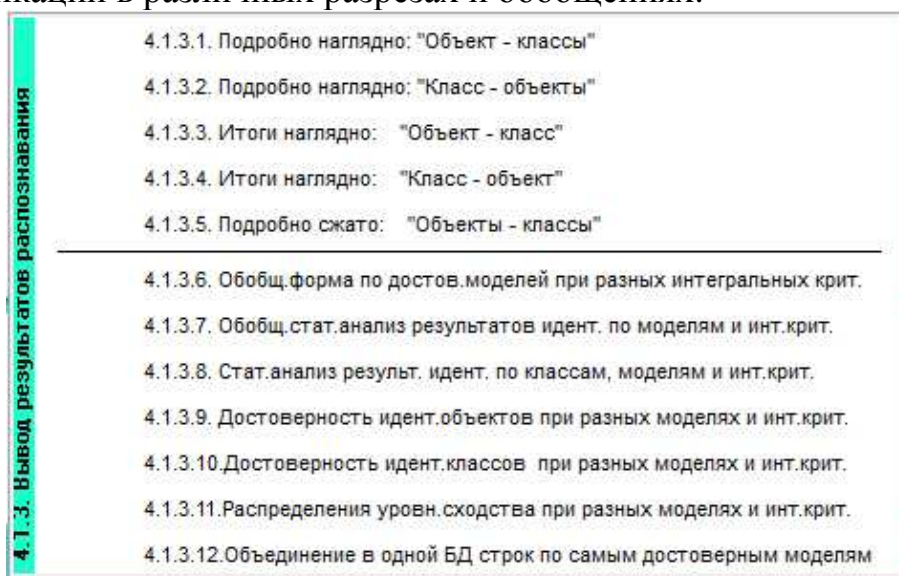 4.1.3. Вывод результатов распознавания
4.1.3.1. Подробно наглядно: "Объект - классы"
4.1.3.2. Подробно наглядно: "Класс - объекты"
4.1.3.3. Итоги наглядно: "Объект - класс"
4.1.3.4. Итоги наглядно: "Класс - объект"
4.1.3.5. Подробно сжато: "Объекты - классы"
4.1.3.6. Обобщ.форма по достов.моделей при разных интегральных крит.
4.1.3.7. Обобщ.стат.анализ результатов идент. по моделям и инт.крит.
4.1.3.8. Стат.анализ результ. идент. по классам, моделям и инт.крит.
4.1.3.9. Достоверность идент.объектов при разных моделях и инт.крит.
4.1.3.10.Достоверность идент.классов при разных моделях и инт.крит.
4.1.3.11.Распределения уровн.сходства при разных моделях и инт.крит.
4.1.3.12.Объединение в одной БД строк по самым достоверным моделям